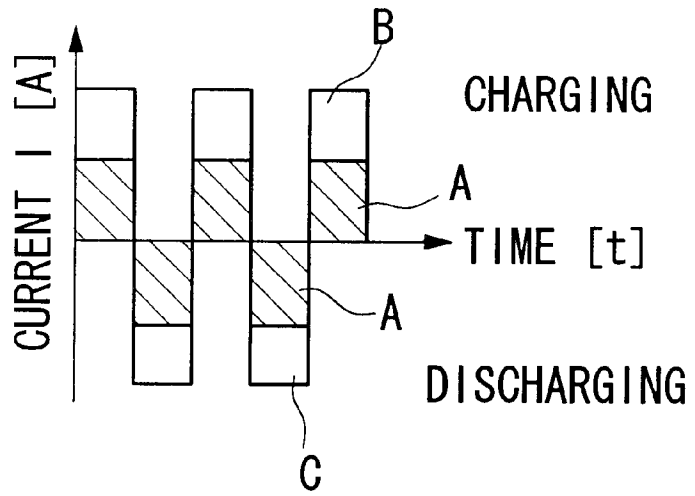 B
CHARGING
A
CURRENT I [A]
TIME [t]
A
DISCHARGING
C